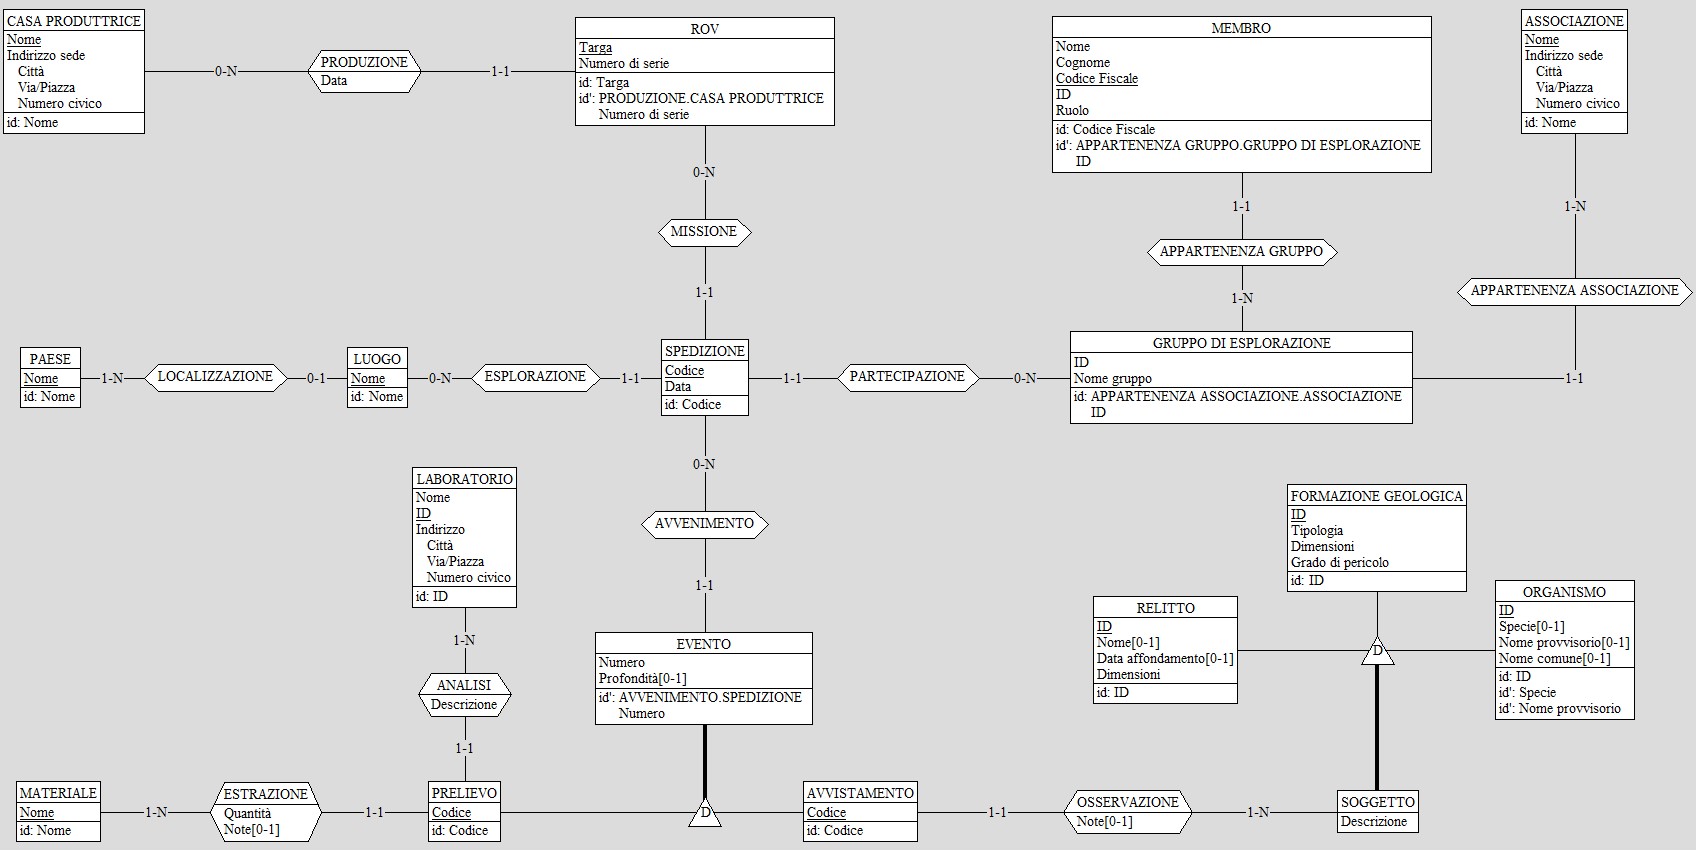 CASA PRODUTTRICE
Nome
Indirizzo sede
Città
Via/Piazza
Numero civico
id: Nome
0-N
PRODUZIONE
Data
1-1
ROV
Targa
Numero di serie
id: Targa
id': PRODUZIONE.CASA PRODUTTRICE
Numero di serie
MEMBRO
Nome
Cognome
Codice Fiscale
ID
Ruolo
id: Codice Fiscale
id': APPARTENENZA GRUPPO.GRUPPO DI ESPLORAZIONE
ID
ASSOCIAZIONE
Nome
Indirizzo sede
Città
Via/Piazza
Numero civico
id: Nome
0-N
MISSIONE
1-1
1-1
APPARTENENZA GRUPPO
1-N
1-N
APPARTENENZA ASSOCIAZIONE
1-1
PAESE
Nome
id: Nome
1-N
LOCALIZZAZIONE
0-1
LUOGO
Nome
id: Nome
0-N
ESPLORAZIONE
1-1
SPEDIZIONE
Codice
Data
id: Codice
1-1
PARTECIPAZIONE
0-N
GRUPPO DI ESPLORAZIONE
ID
Nome gruppo
id: APPARTENENZA ASSOCIAZIONE.ASSOCIAZIONE
ID
0-N
AVVENIMENTO
1-1
LABORATORIO
Nome
ID
Indirizzo
Città
Via/Piazza
Numero civico
id: ID
1-N
ANALISI
Descrizione
1-1
EVENTO
Numero
Profondità[0-1]
id': AVVENIMENTO.SPEDIZIONE
Numero
FORMAZIONE GEOLOGICA
ID
Tipologia
Dimensioni
Grado di pericolo
id: ID
RELITTO
ID
Nome[0-1]
Data affondamento[0-1]
Dimensioni
id: ID
D
ORGANISMO
ID
Specie[0-1]
Nome provvisorio[0-1]
Nome comune[0-1]
id: ID
id': Specie
id': Nome provvisorio
MATERIALE
Nome
id: Nome
1-N
ESTRAZIONE
Quantità
Note[0-1]
1-1
PRELIEVO
Codice
id: Codice
D
AVVISTAMENTO
Codice
id: Codice
1-1
OSSERVAZIONE
Note[0-1]
1-N
SOGGETTO
Descrizione